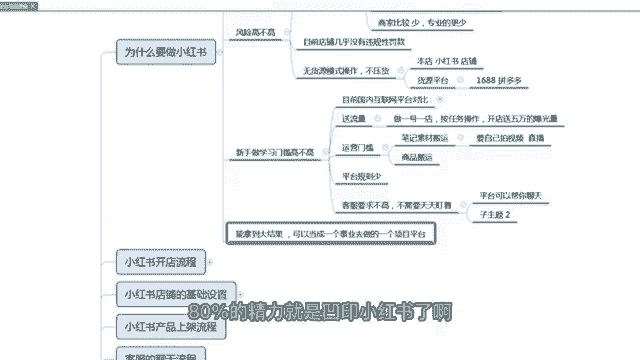 商家比较少，专业的更少
为什么要做小红书
风险高不高
目前店铺几乎没有违规性罚款
无货源模式操作，不压货
本店 小红书 店铺
货源平台
1688 拼多多
目前国内互联网平台对比
送流量
做一号一店，按任务操作，开店送五万的曝光量
新手做学习门槛高不高
运营门槛
笔记素材搬运
要自己拍视频 直播
商品搬运
平台规则少
客服要求不高，不需要天天盯着
平台可以帮你聊天
子主题 2
能拿到大结果，可以当成一个事业去做的一个项目平台
小红书开店流程
小红书店铺的基础设置
80%的精力就是凹印小红书了啊
小红书产品上架流程
客服的聊天流程